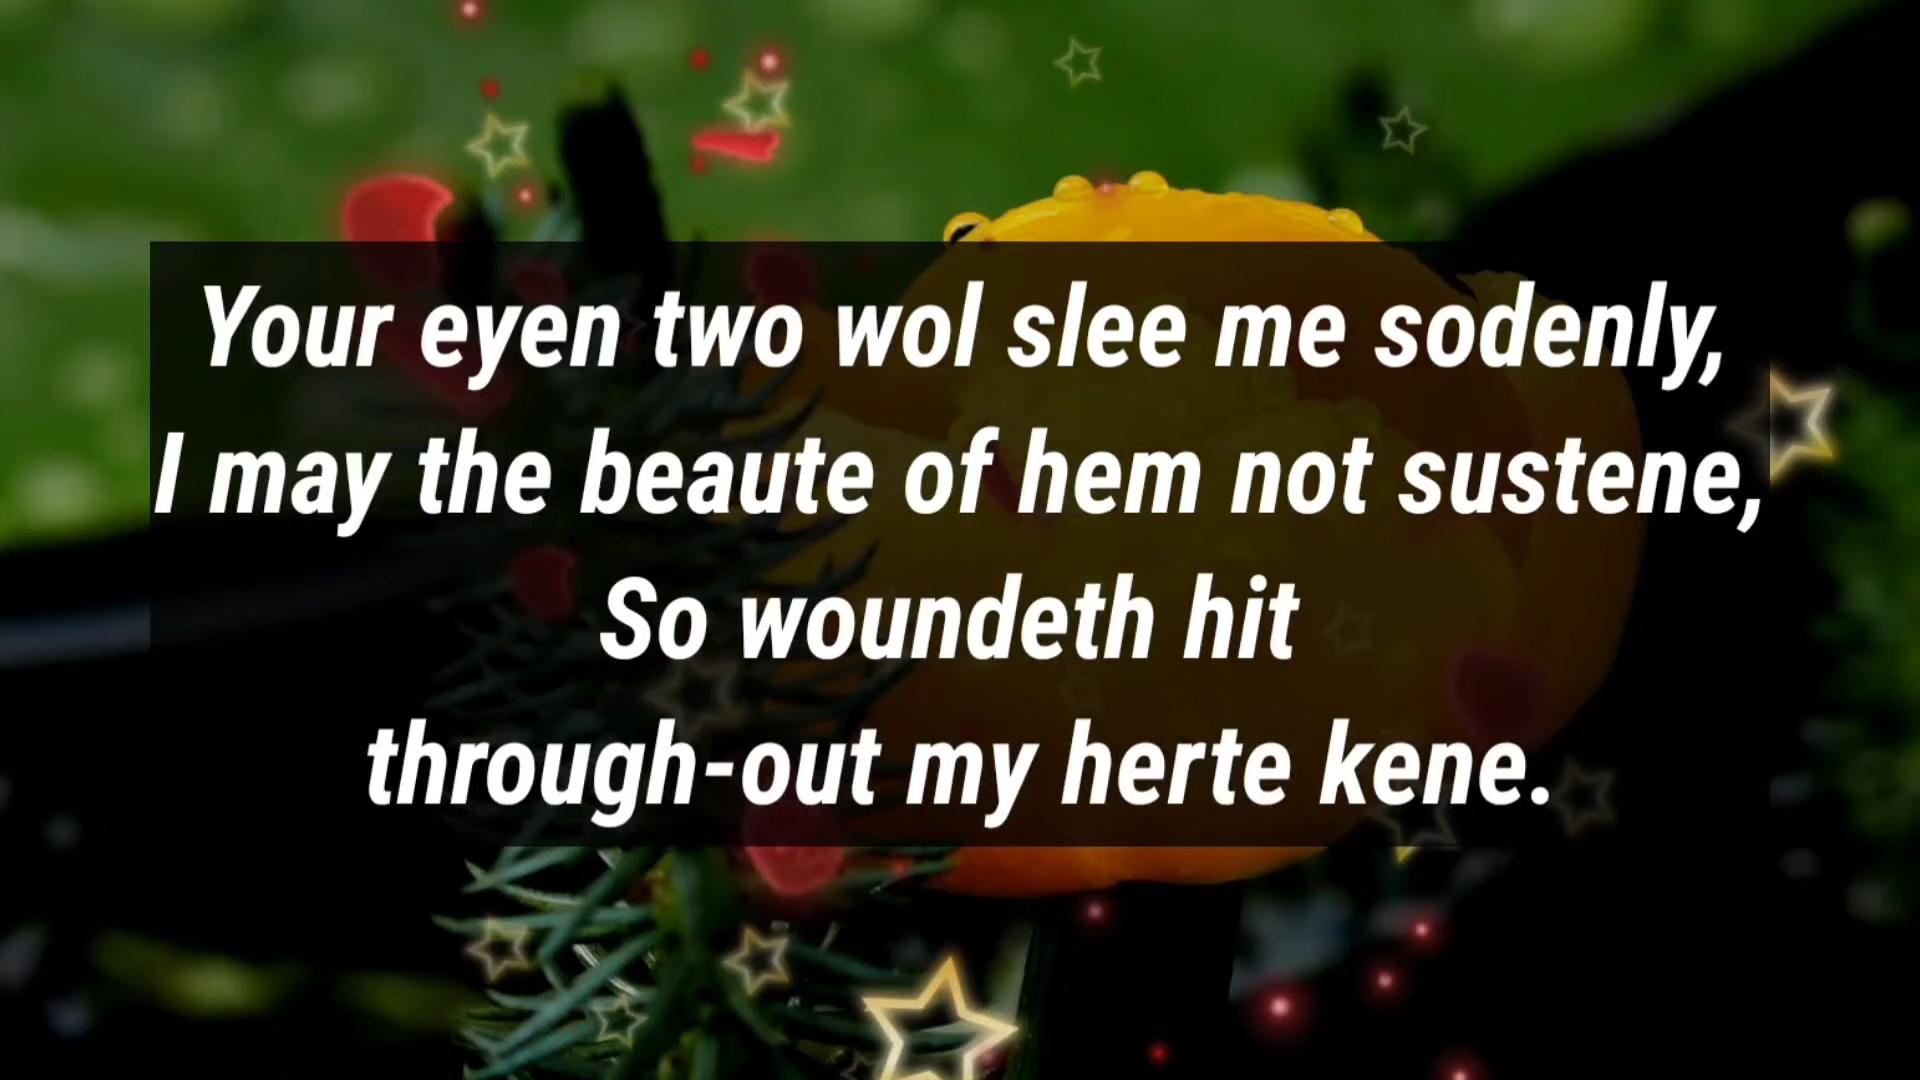 Your eyen two wol slee me sodenly,
I may the beaute of hem not sustene,
So woundeth hit
through-out my herte kene.